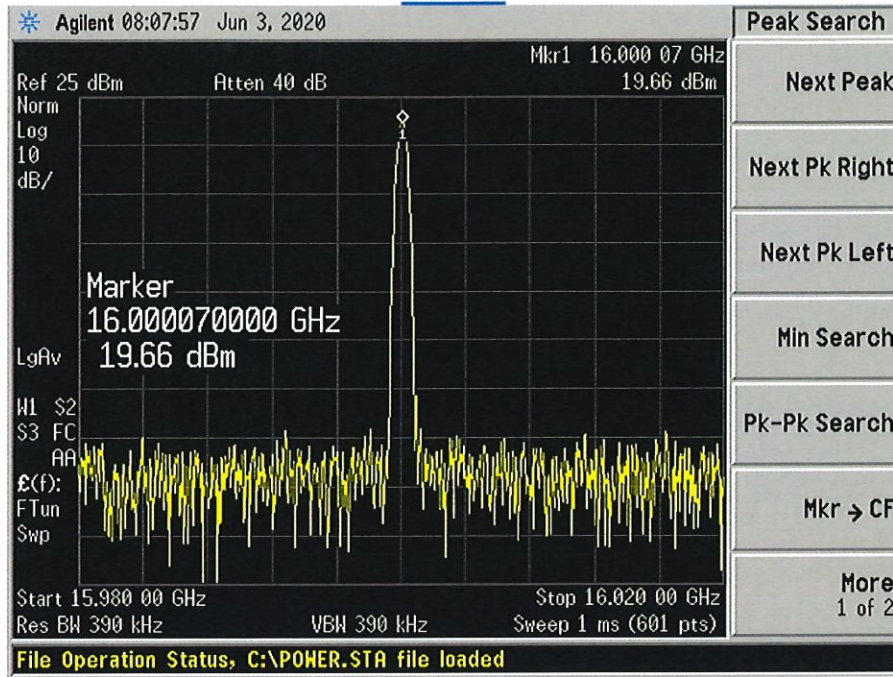 Agilent 08:07:57 Jun 3, 2020
Peak Search
Mkr1 16.000 07 GHz
Ref 25 dBm Atten 40 dB 19.66 dBm
Norm
Log
10
dB/
1
Marker
16.000070000 GHz
19.66 dBm
LgAv
W1 S2
S3 FC
AA
£(f):
FTun
Swp
Start 15.980 00 GHz Stop 16.020 00 GHz
Res BW 390 kHz VBW 390 kHz Sweep 1 ms (601 pts)
File Operation Status, C:\POWER.STA file loaded
Next Peak
Next Pk Right
Next Pk Left
Min Search
Pk-Pk Search
Mkr → CF
More
1 of 2